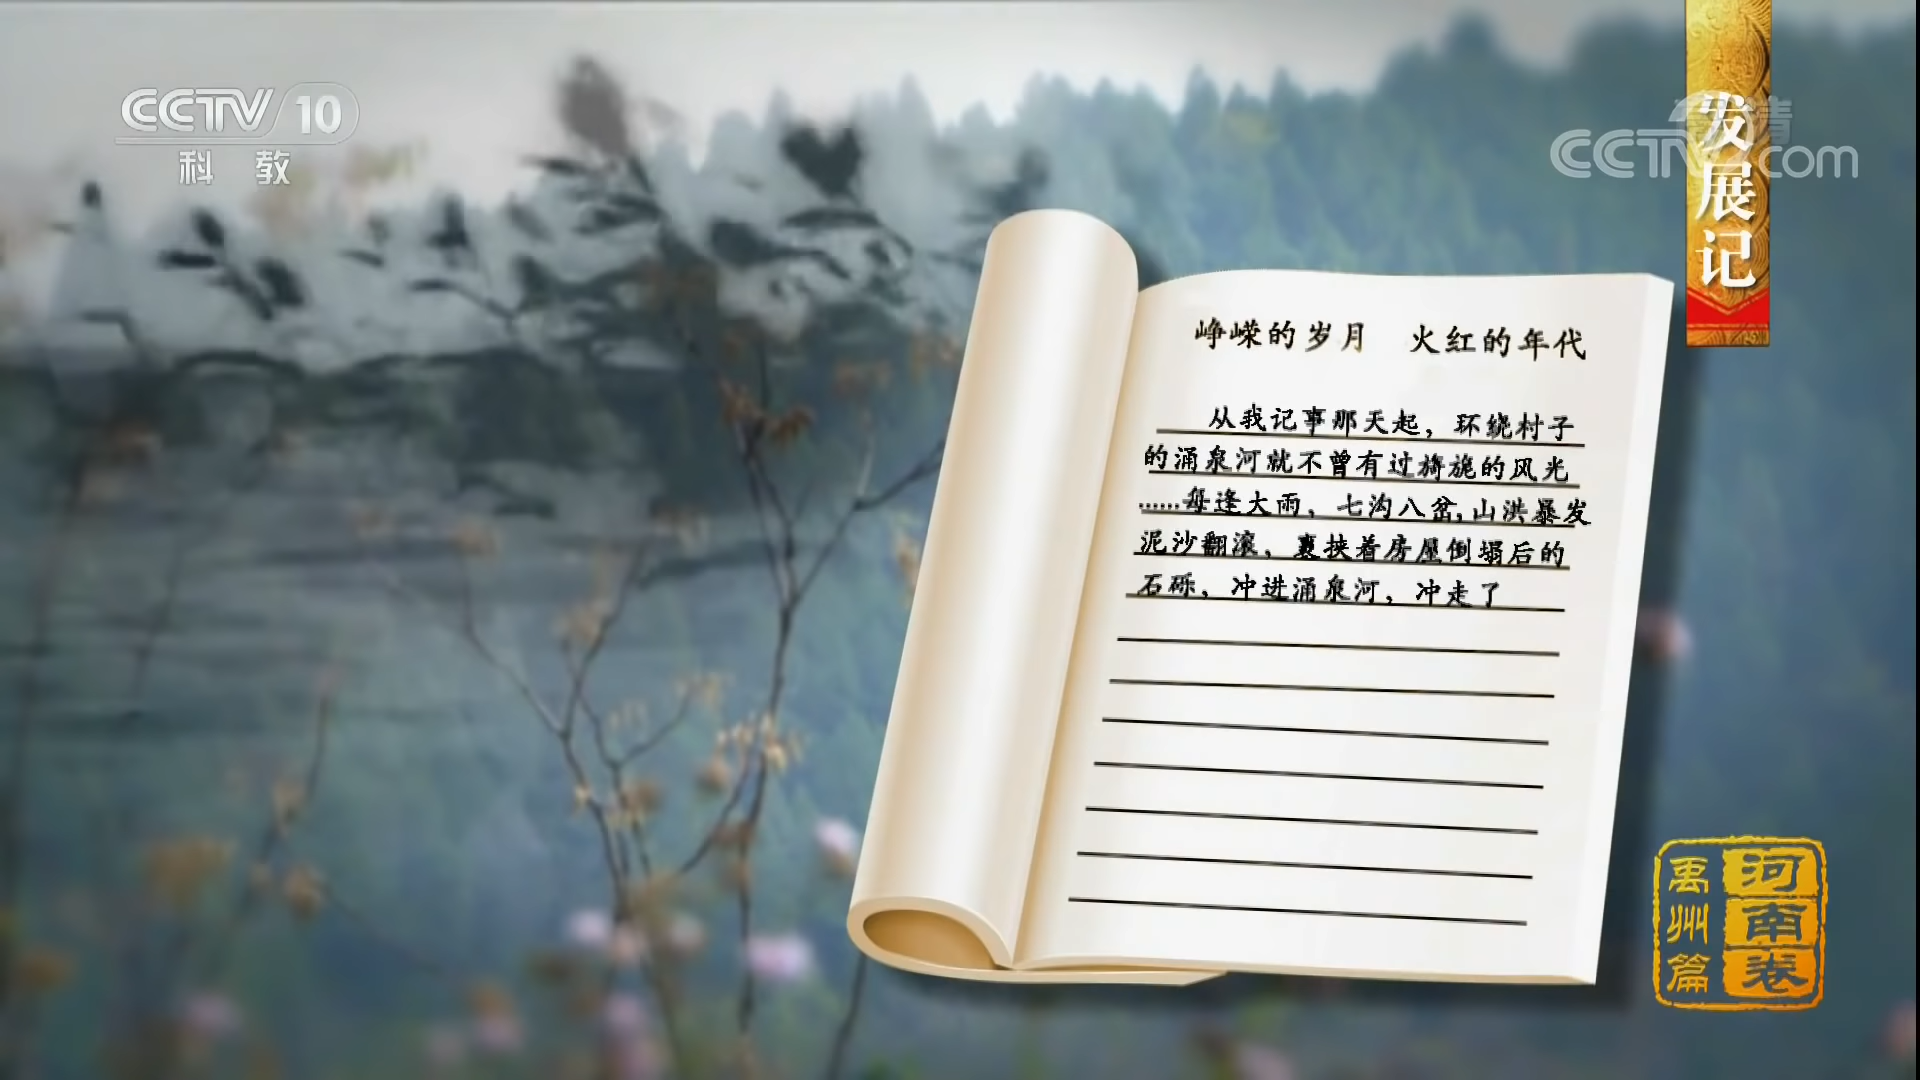 CCTV 10
科教
CCTV.com
发展记
峥嵘的岁月 火红的年代
从我记事那天起，环绕村子
的涌泉河就不曾有过旖旎的风光
……每逢大雨，七沟八岔,山洪暴发
泥沙翻滚，裹挟着房屋倒塌后的
石砾，冲进涌泉河，冲走了
河南卷
禹州篇